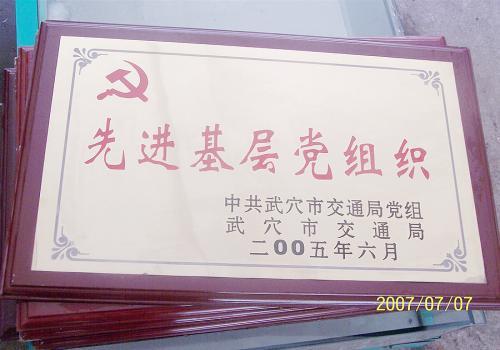 先进基层党组织
中共武穴市交通局党组
武穴市交通局
二00五年六月
2007/07/07